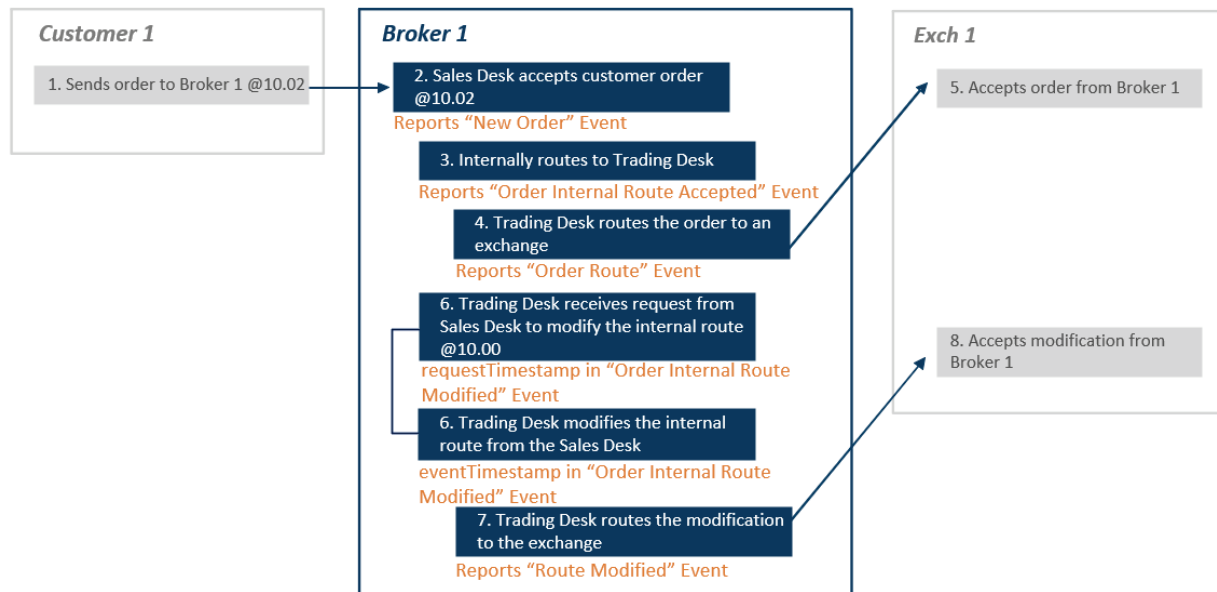 Customer 1
1. Sends order to Broker 1 @10.02
Broker 1
2. Sales Desk accepts customer order
@10.02
Reports “New Order” Event
3. Internally routes to Trading Desk
Reports “Order Internal Route Accepted” Event
4. Trading Desk routes the order to an
exchange
Reports “Order Route” Event
6. Trading Desk receives request from
Sales Desk to modify the internal route
@10.00
requestTimestamp in “Order Internal Route
Modified” Event
6. Trading Desk modifies the internal
route from the Sales Desk
eventTimestamp in “Order Internal Route
Modified” Event
7. Trading Desk routes the modification
to the exchange
Reports “Route Modified” Event
Exch 1
5. Accepts order from Broker 1
8. Accepts modification from
Broker 1